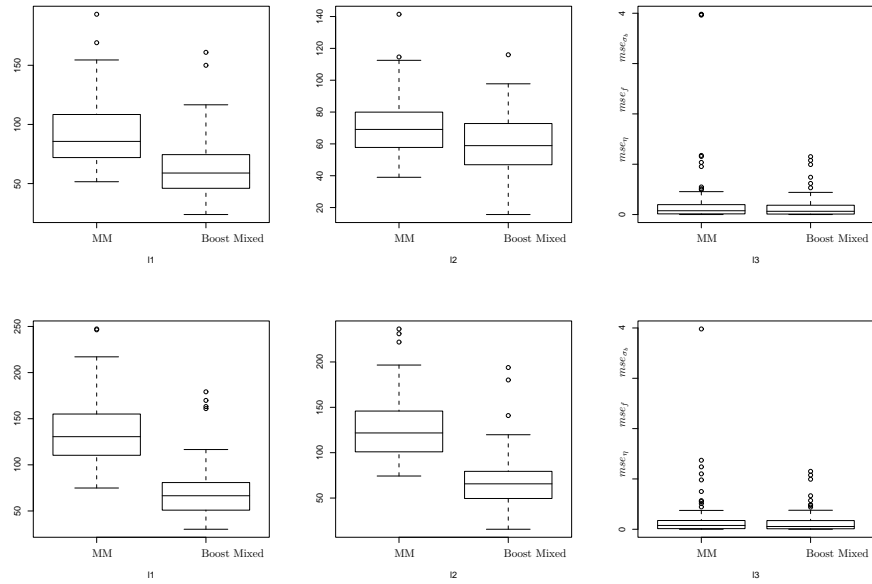 150
100
50
MM
Boost Mixed
l1
140
120
100
80
60
40
20
MM
Boost Mixed
l2
4
0
mse_{σ_b}
mse_f
mse_η
MM
Boost Mixed
l3
250
200
150
100
50
MM
Boost Mixed
l1
200
150
100
50
MM
Boost Mixed
l2
4
0
mse_{σ_b}
mse_f
mse_η
MM
Boost Mixed
l3